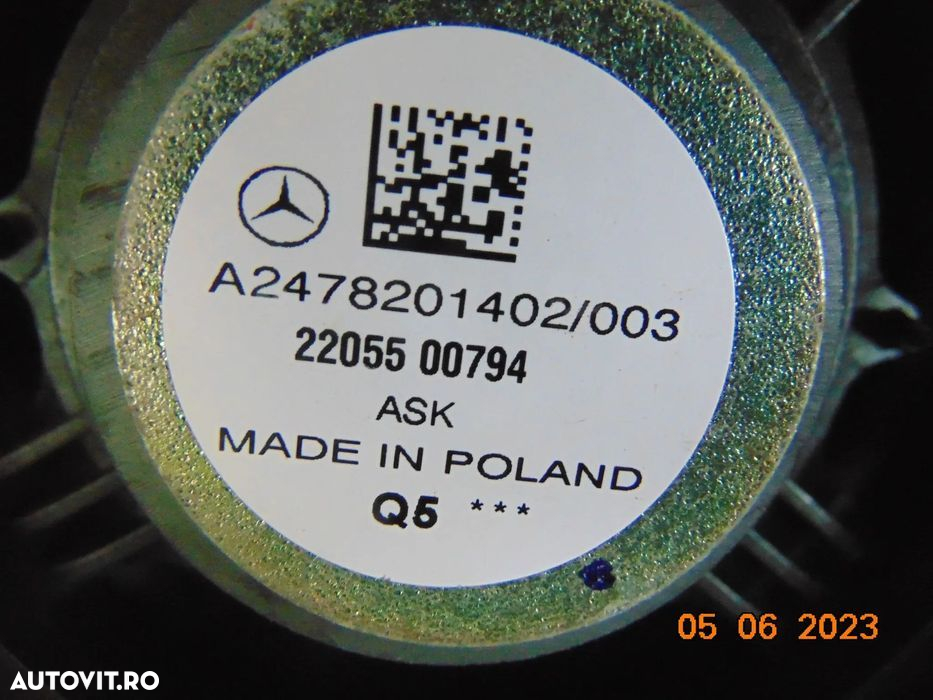 A2478201402/003
22055 00794
ASK
MADE IN POLAND
Q5 ***
05 06 2023
AUTOVIT.RO